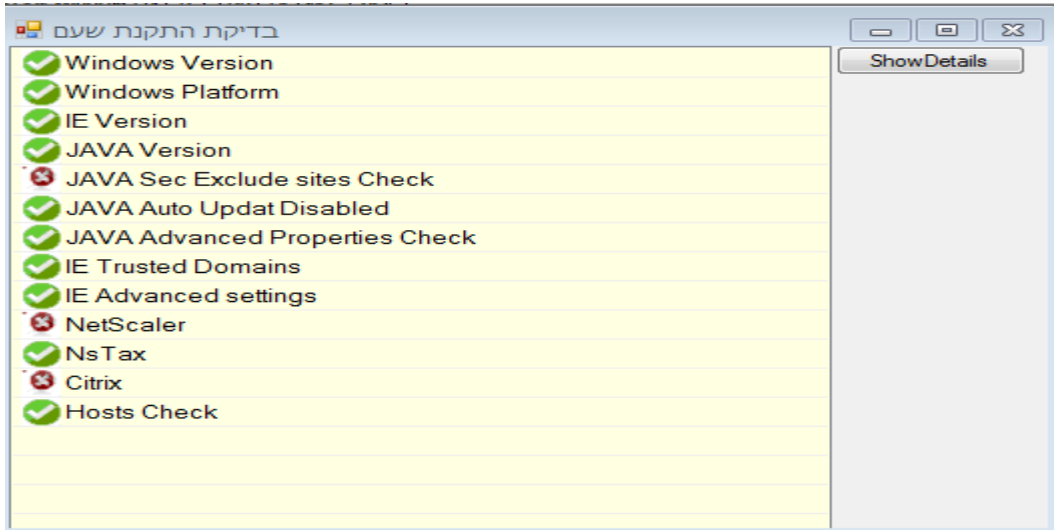 בדיקת התקנת שעם
ShowDetails
Windows Version
Windows Platform
IE Version
JAVA Version
JAVA Sec Exclude sites Check
JAVA Auto Updat Disabled
JAVA Advanced Properties Check
IE Trusted Domains
IE Advanced settings
NetScaler
NsTax
Citrix
Hosts Check